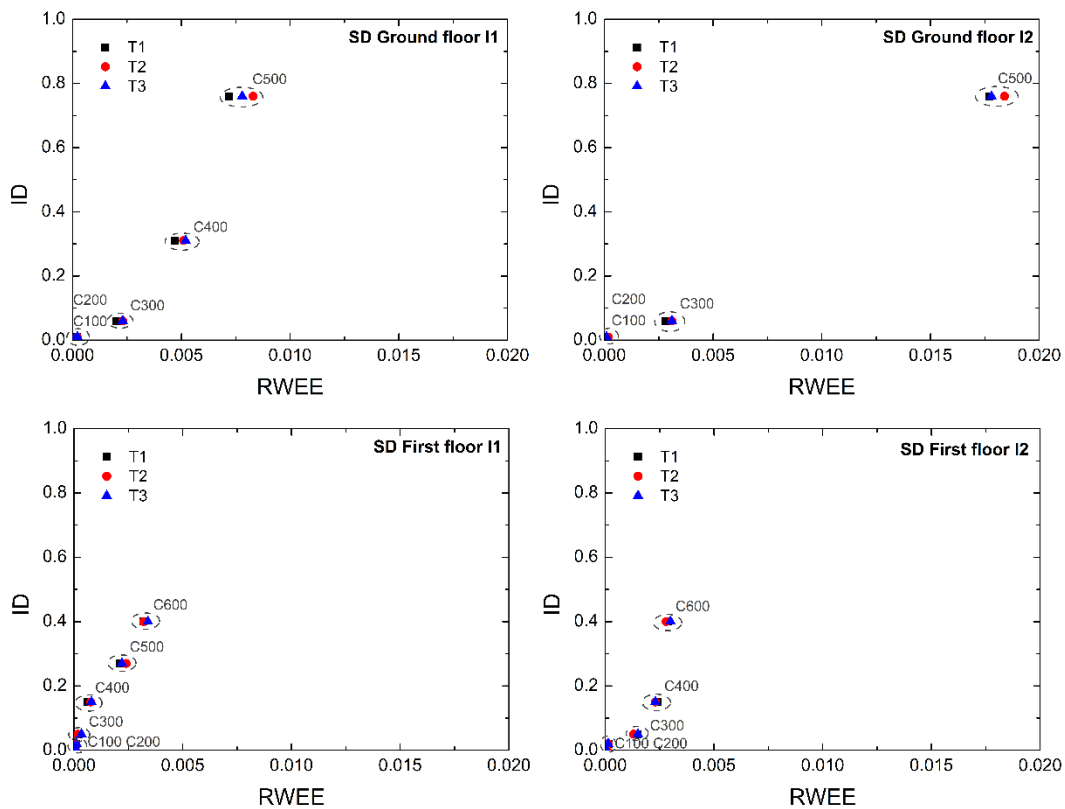 SD Ground floor I1
T1
T2
T3
C500
C400
C200
C300
C100
1.0
0.8
0.6
0.4
0.2
0.0
ID
0.000 0.005 0.010 0.015 0.020
RWEE
SD Ground floor I2
T1
T2
T3
C500
C200
C300
C100
1.0
0.8
0.6
0.4
0.2
0.0
ID
0.000 0.005 0.010 0.015 0.020
RWEE
SD First floor I1
T1
T2
T3
C600
C500
C400
C300
C100 C200
1.0
0.8
0.6
0.4
0.2
0.0
ID
0.000 0.005 0.010 0.015 0.020
RWEE
SD First floor I2
T1
T2
T3
C600
C400
C300
C100 C200
1.0
0.8
0.6
0.4
0.2
0.0
ID
0.000 0.005 0.010 0.015 0.020
RWEE